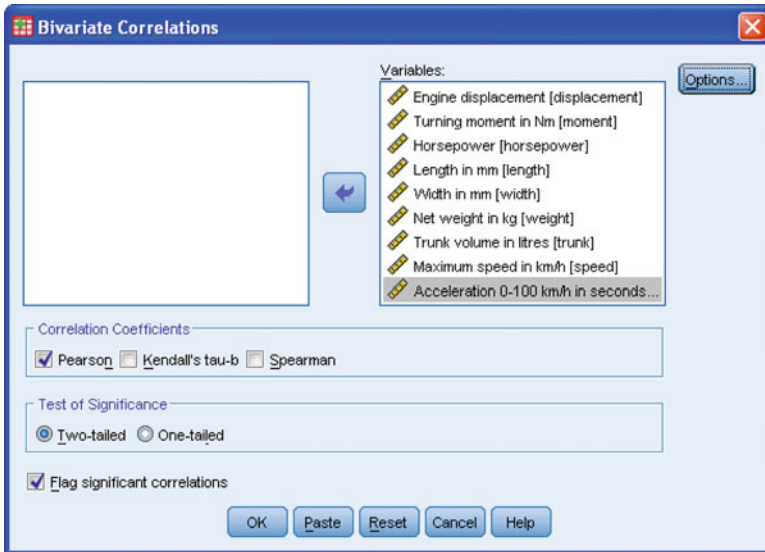 Bivariate Correlations
Variables:
Options...
Engine displacement [displacement]
Turning moment in Nm [moment]
Horsepower [horsepower]
Length in mm [length]
Width in mm [width]
Net weight in kg [weight]
Trunk volume in litres [trunk]
Maximum speed in km/h [speed]
Acceleration 0-100 km/h in seconds...
Correlation Coefficients
Pearson Kendall's tau-b Spearman
Test of Significance
Two-tailed One-tailed
Flag significant correlations
OK Paste Reset Cancel Help